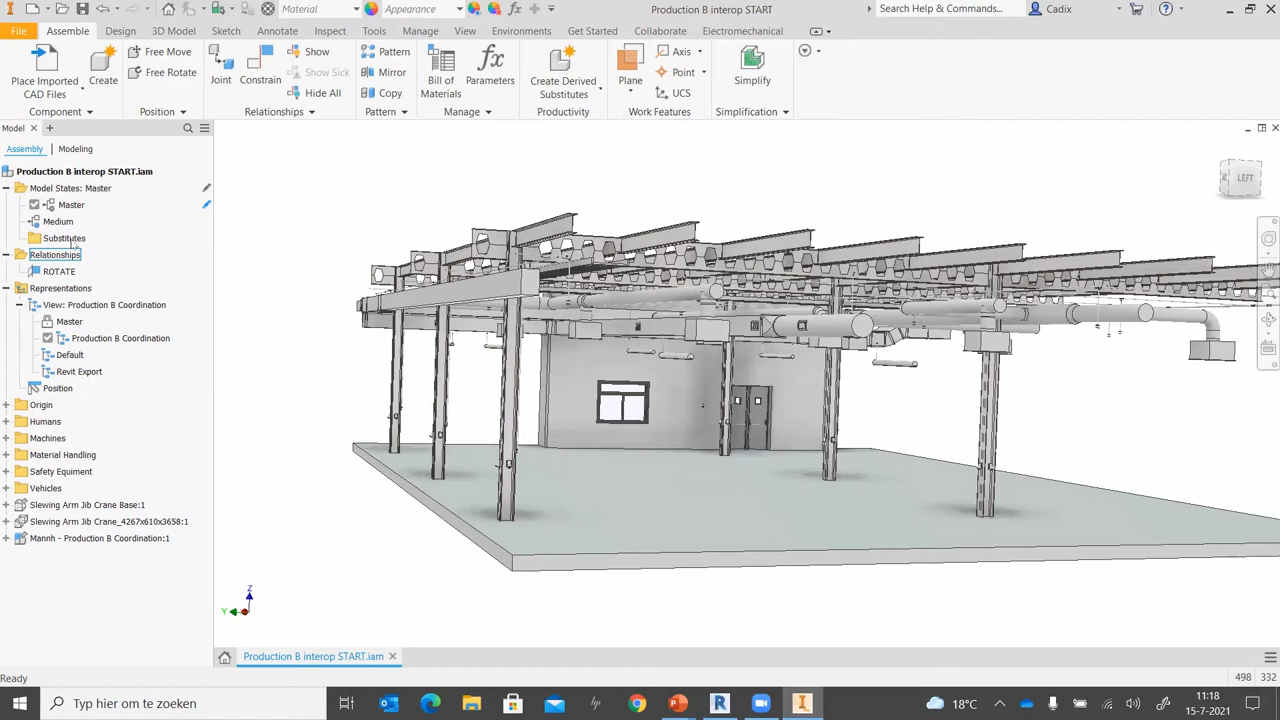 Material
Appearance
Production B interop START
Search Help & Commands...
Cadix
File
Assemble
Design
3D Model
Sketch
Annotate
Inspect
Tools
Manage
View
Environments
Get Started
Collaborate
Electromechanical
Place Imported
CAD Files
Create
Free Move
Free Rotate
Joint
Constrain
Show
Show Sick
Hide All
Pattern
Mirror
Copy
Bill of
Materials
Parameters
Create Derived
Substitutes
Plane
Axis
Point
UCS
Simplify
Component
Position
Relationships
Pattern
Manage
Productivity
Work Features
Simplification
Model
Assembly
Modeling
Production B interop START.iam
Model States: Master
Master
Medium
Substitutes
Relationships
ROTATE
Representations
View: Production B Coordination
Master
Production B Coordination
Default
Revit Export
Position
Origin
Humans
Machines
Material Handling
Safety Equiment
Vehicles
Slewing Arm Jib Crane Base:1
Slewing Arm Jib Crane_4267x610x3658:1
Mannh - Production B Coordination:1
LEFT
Z
Y
Production B interop START.iam
Ready
498
332
Typ hier om te zoeken
18°C
11:18
15-7-2021